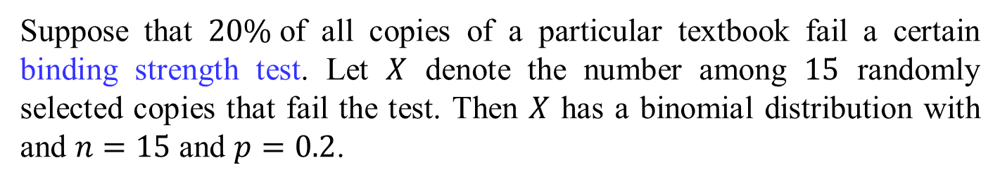 Suppose that 20% of all copies of a particular textbook fail a certain
binding strength test. Let X denote the number among 15 randomly
selected copies that fail the test. Then X has a binomial distribution with
and n = 15 and p = 0.2.